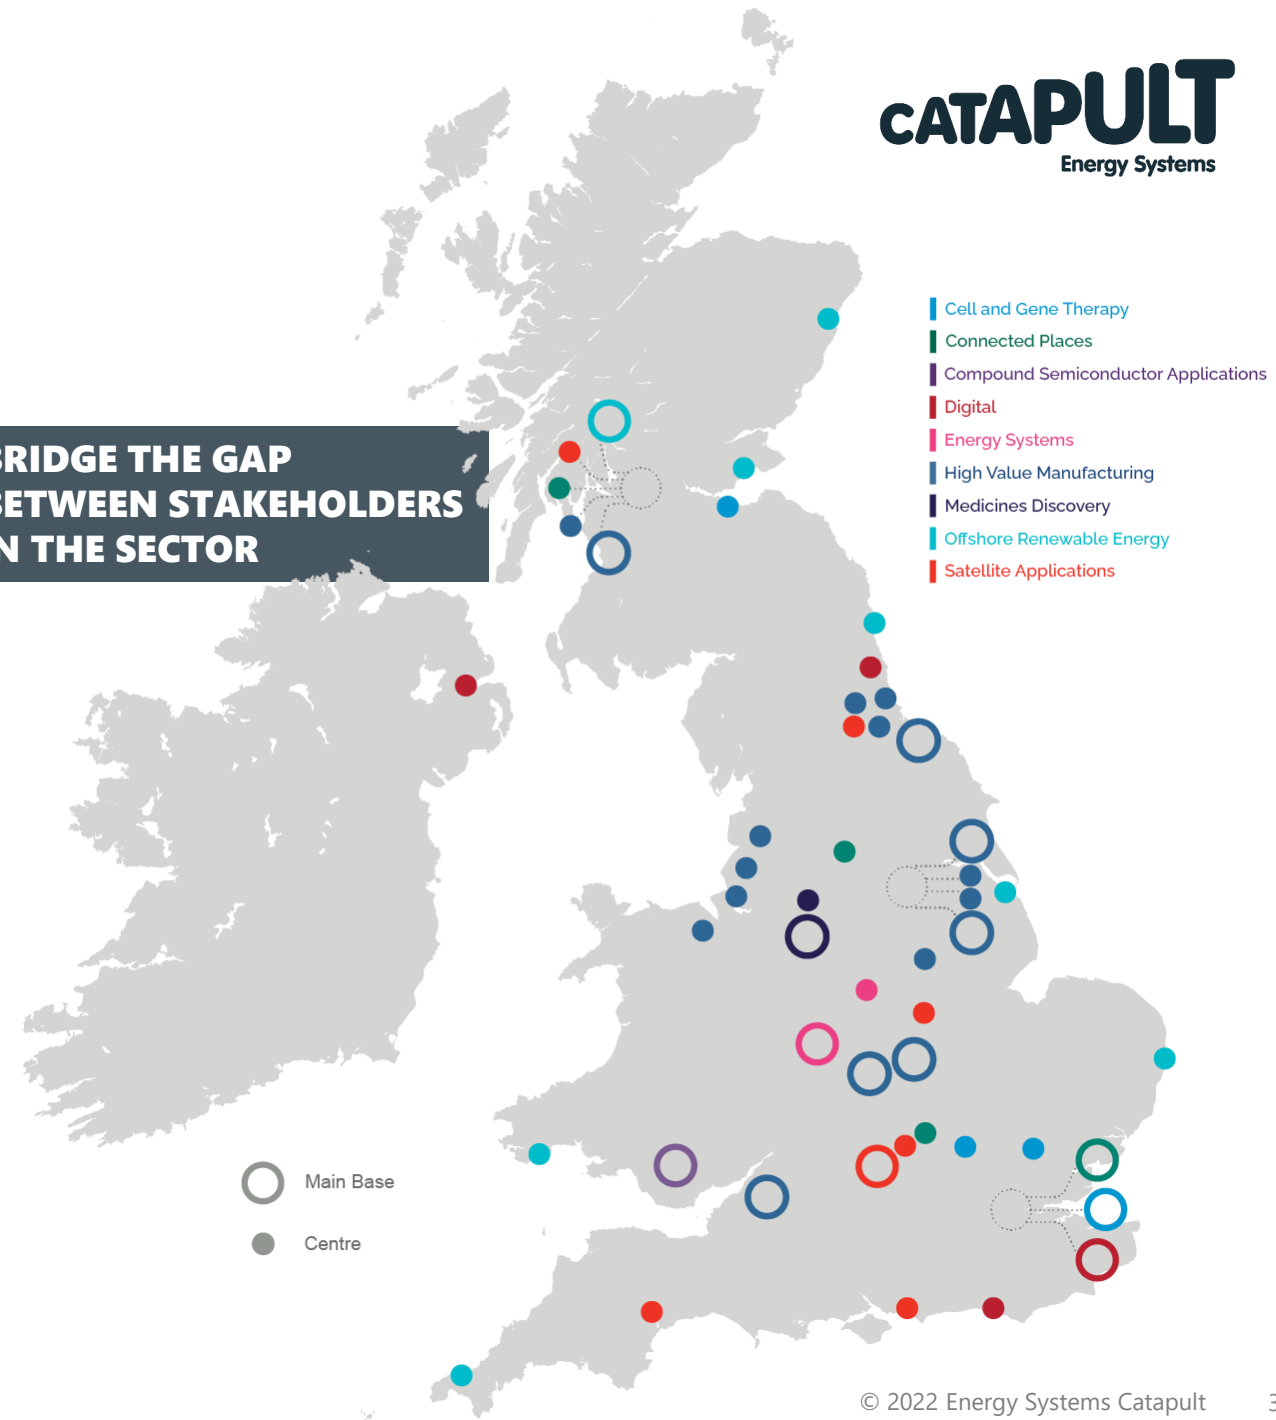 CATAPULT
Energy Systems
Cell and Gene Therapy
Connected Places
Compound Semiconductor Applications
Digital
Energy Systems
High Value Manufacturing
Medicines Discovery
Offshore Renewable Energy
Satellite Applications
BRIDGE THE GAP
BETWEEN STAKEHOLDERS
IN THE SECTOR
Main Base
Centre
© 2022 Energy Systems Catapult
3